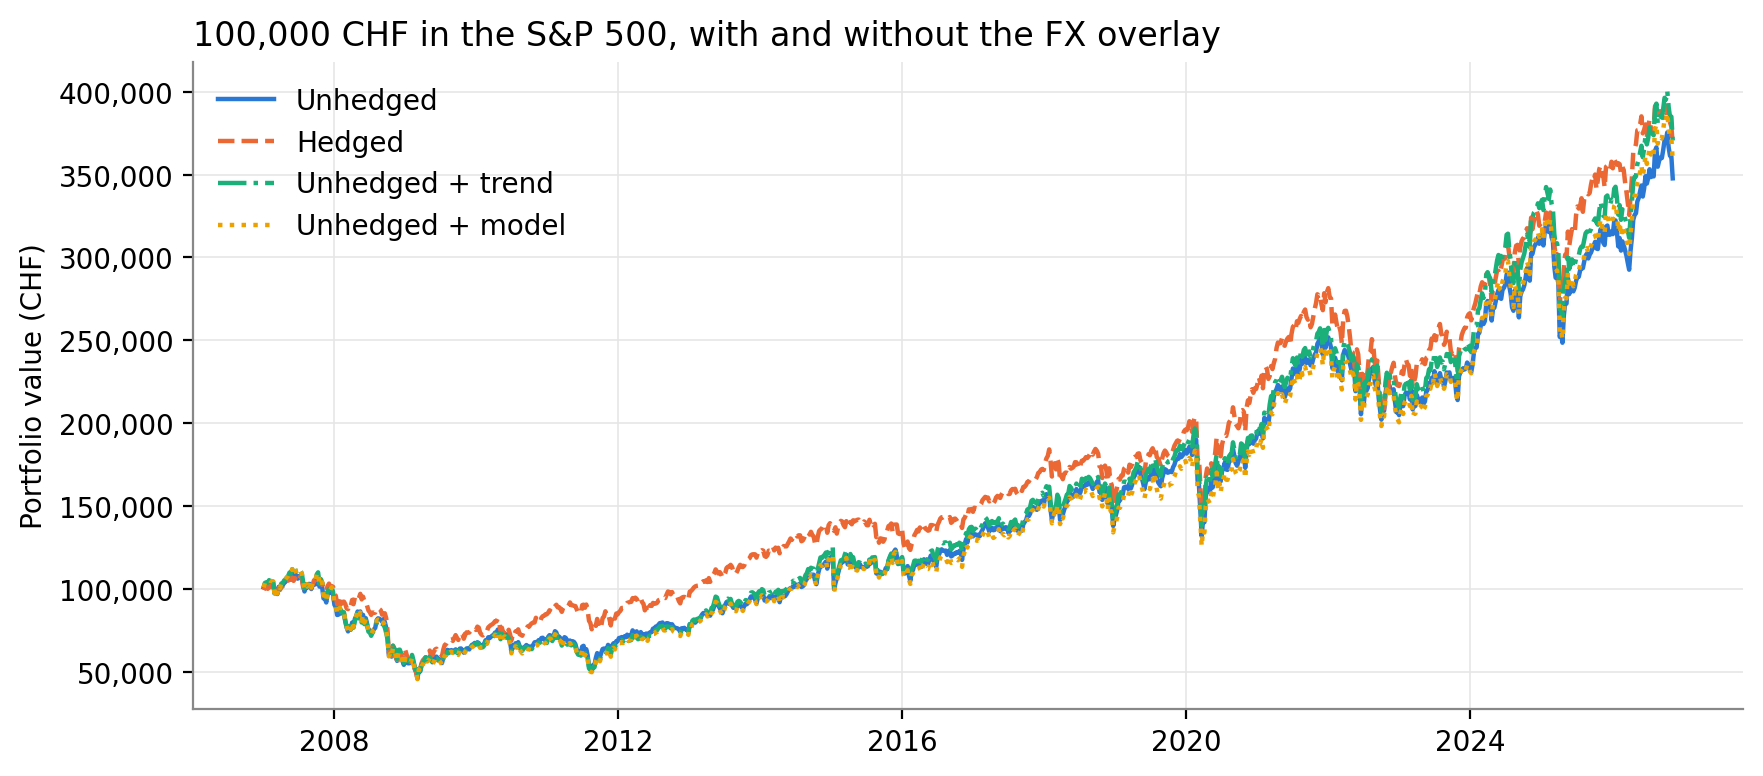 100,000 CHF in the S&P 500, with and without the FX overlay
Unhedged
Hedged
Unhedged + trend
Unhedged + model
Portfolio value (CHF)
400,000
350,000
300,000
250,000
200,000
150,000
100,000
50,000
2008
2012
2016
2020
2024